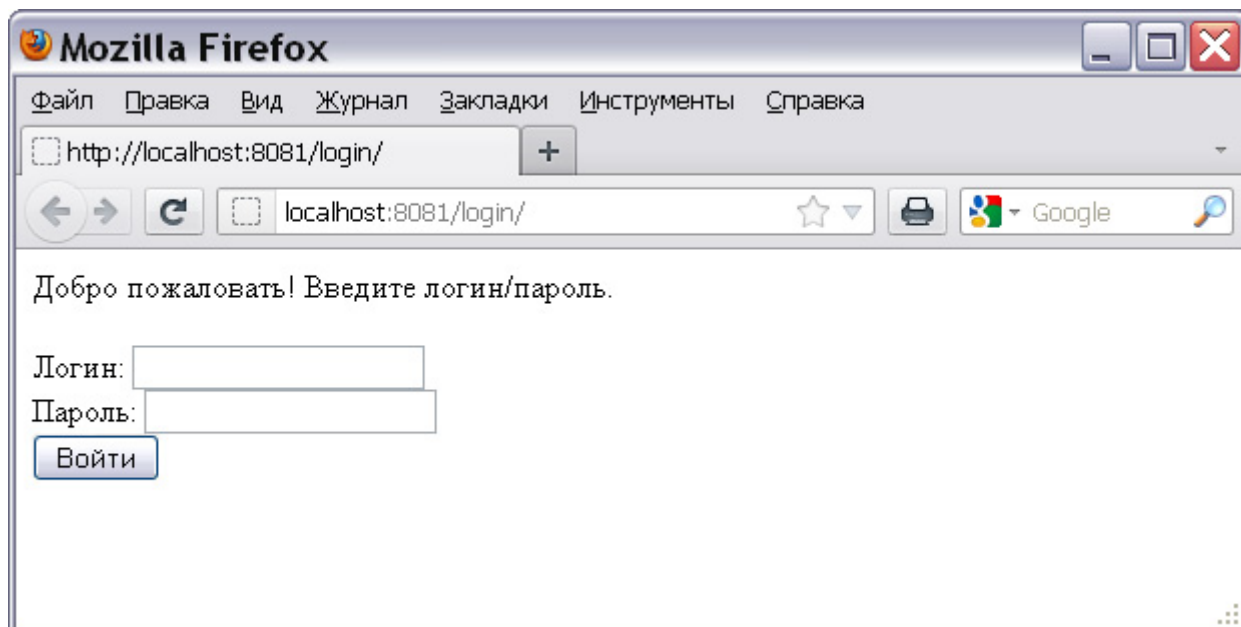 Mozilla Firefox
Файл Правка Вид Журнал Закладки Инструменты Справка
http://localhost:8081/login/
localhost:8081/login/ Google
Добро пожаловать! Введите логин/пароль.
Логин:
Пароль:
Войти